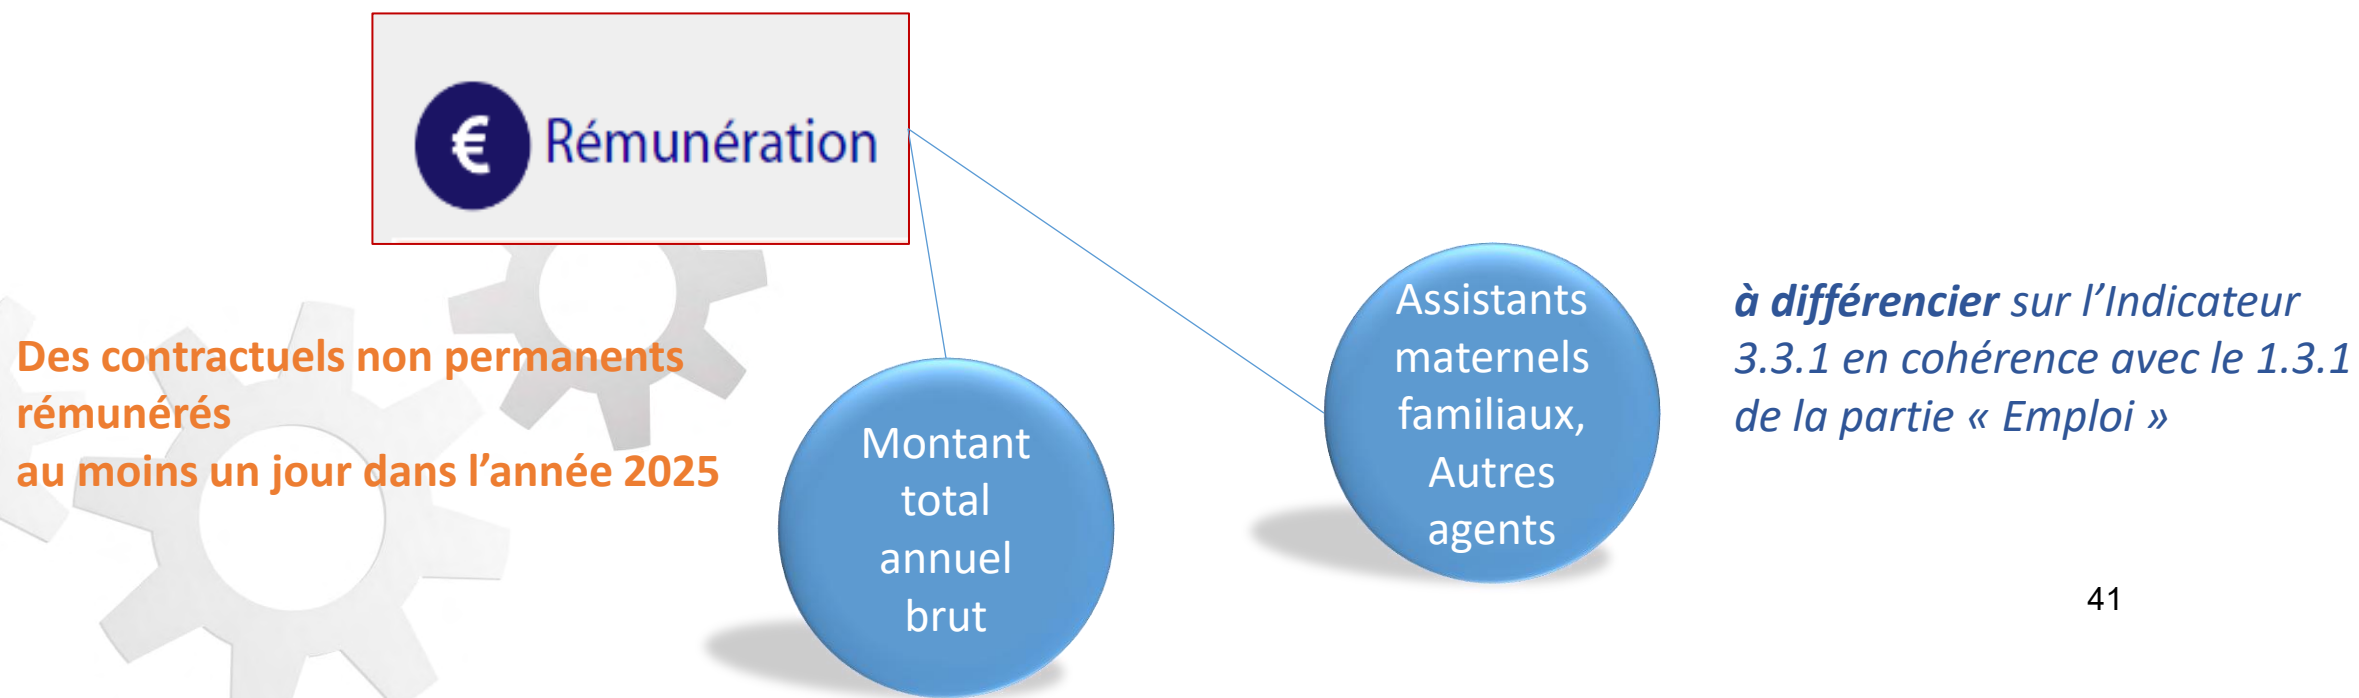 € Rémunération
Des contractuels non permanents
rémunérés
au moins un jour dans l’année 2025
Montant
total
annuel
brut
Assistants
maternels
familiaux,
Autres
agents
à différencier sur l’Indicateur
3.3.1 en cohérence avec le 1.3.1
de la partie « Emploi »
41